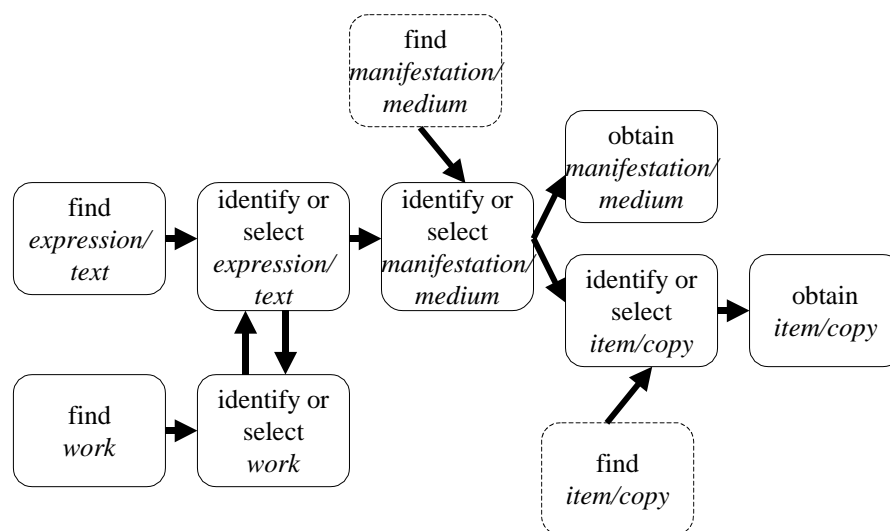 find
manifestation/
medium
obtain
manifestation/
medium
find
expression/
text
identify or
select
expression/
text
identify or
select
manifestation/
medium
identify or
select
item/copy
obtain
item/copy
find
work
identify or
select
work
find
item/copy